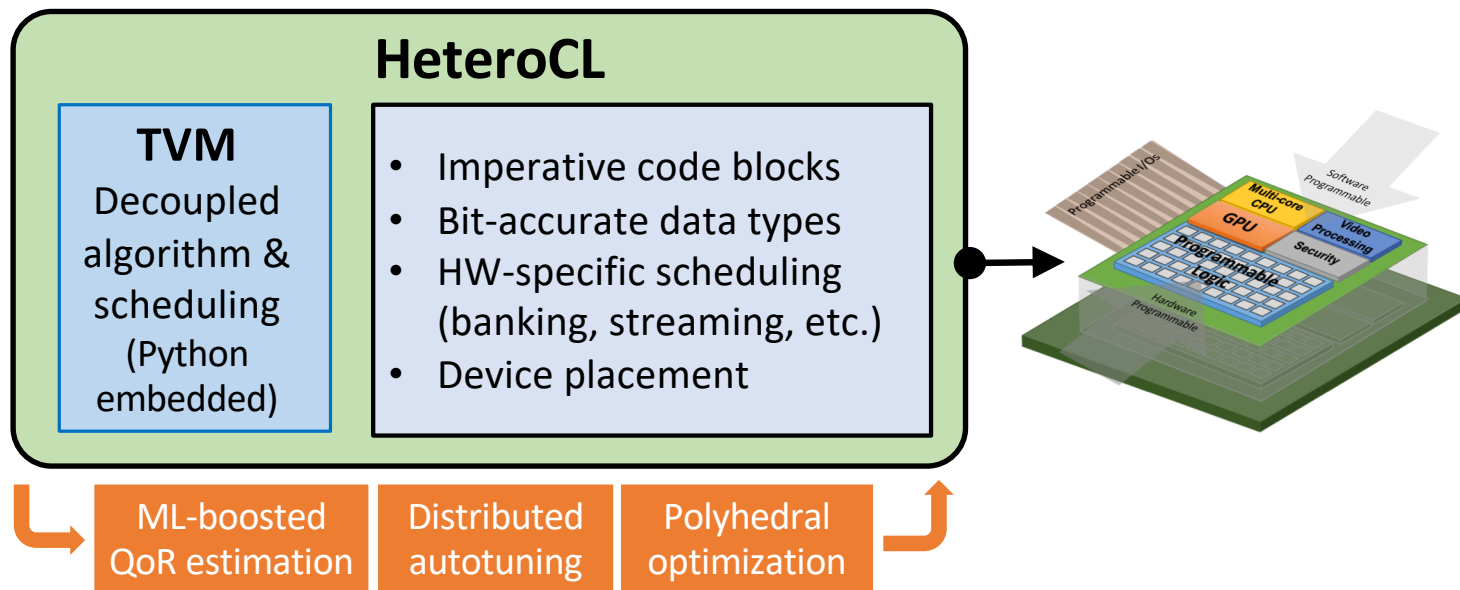 HeteroCL
TVM
Decoupled
algorithm &
scheduling
(Python
embedded)
• Imperative code blocks
• Bit-accurate data types
• HW-specific scheduling
(banking, streaming, etc.)
• Device placement
ML-boosted
QoR estimation
Distributed
autotuning
Polyhedral
optimization
Programmable I/Os
Software
Programmable
Multi-core
CPU
GPU
Video
Processing
Security
Programmable
Logic
Hardware
Programmable